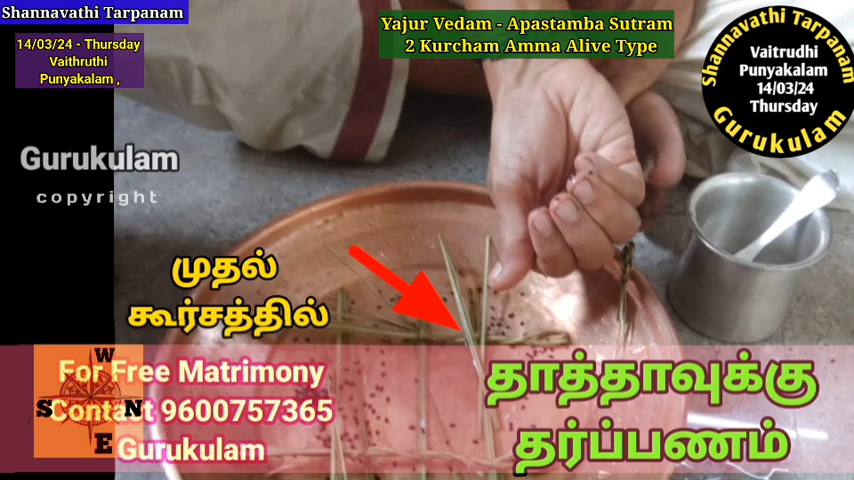 Shannavathi Tarpanam
14/03/24 - Thursday
Vaithruthi
Punyakalam ,
Yajur Vedam - Apastamba Sutram
2 Kurcham Amma Alive Type
Shannavathi Tarpanam
Vaitrudhi
Punyakalam
14/03/24
Thursday
Gurukulam
Gurukulam
copyright
முதல்
கூர்சத்தில்
W
S N
E
For Free Matrimony
Contact 9600757365
Gurukulam
தாத்தாவுக்கு
தர்ப்பணம்